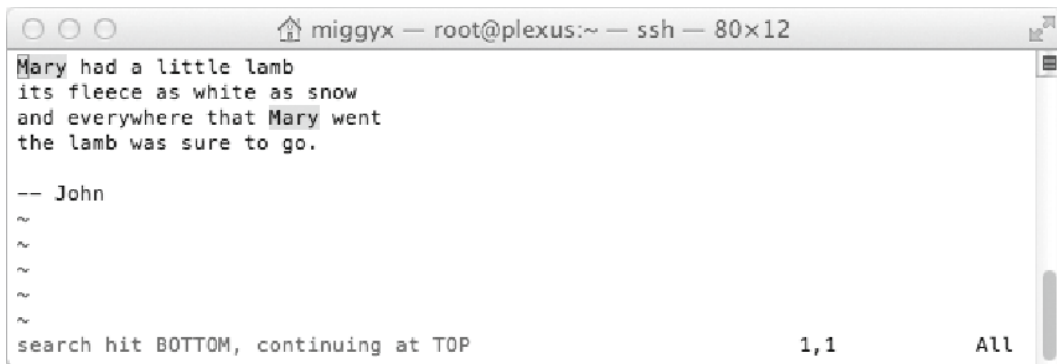 miggyx — root@plexus:~ — ssh — 80×12
Mary had a little lamb
its fleece as white as snow
and everywhere that Mary went
the lamb was sure to go.
-- John
~
~
~
~
~
search hit BOTTOM, continuing at TOP 1,1 All